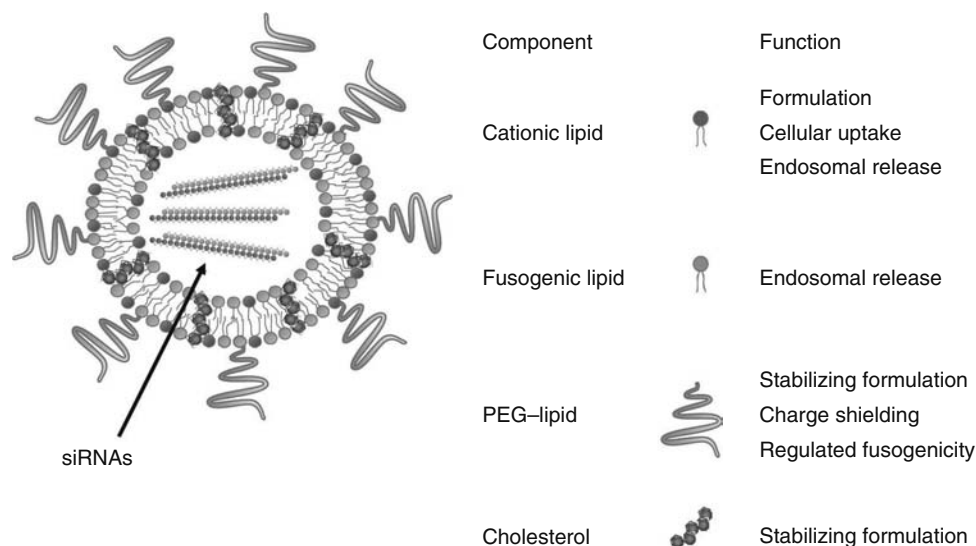 Component
Function
Cationic lipid
Formulation
Cellular uptake
Endosomal release
Fusogenic lipid
Endosomal release
PEG–lipid
Stabilizing formulation
Charge shielding
Regulated fusogenicity
siRNAs
Cholesterol
Stabilizing formulation